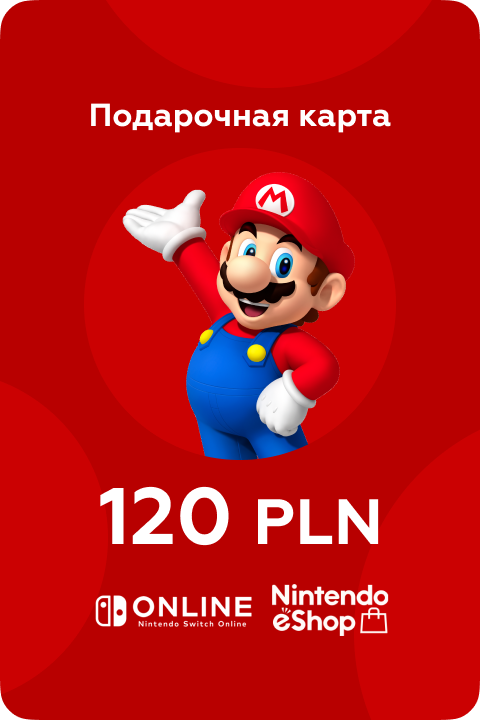 Подарочная карта
M
120 PLN
ONLINE
Nintendo Switch Online
Nintendo
eShop